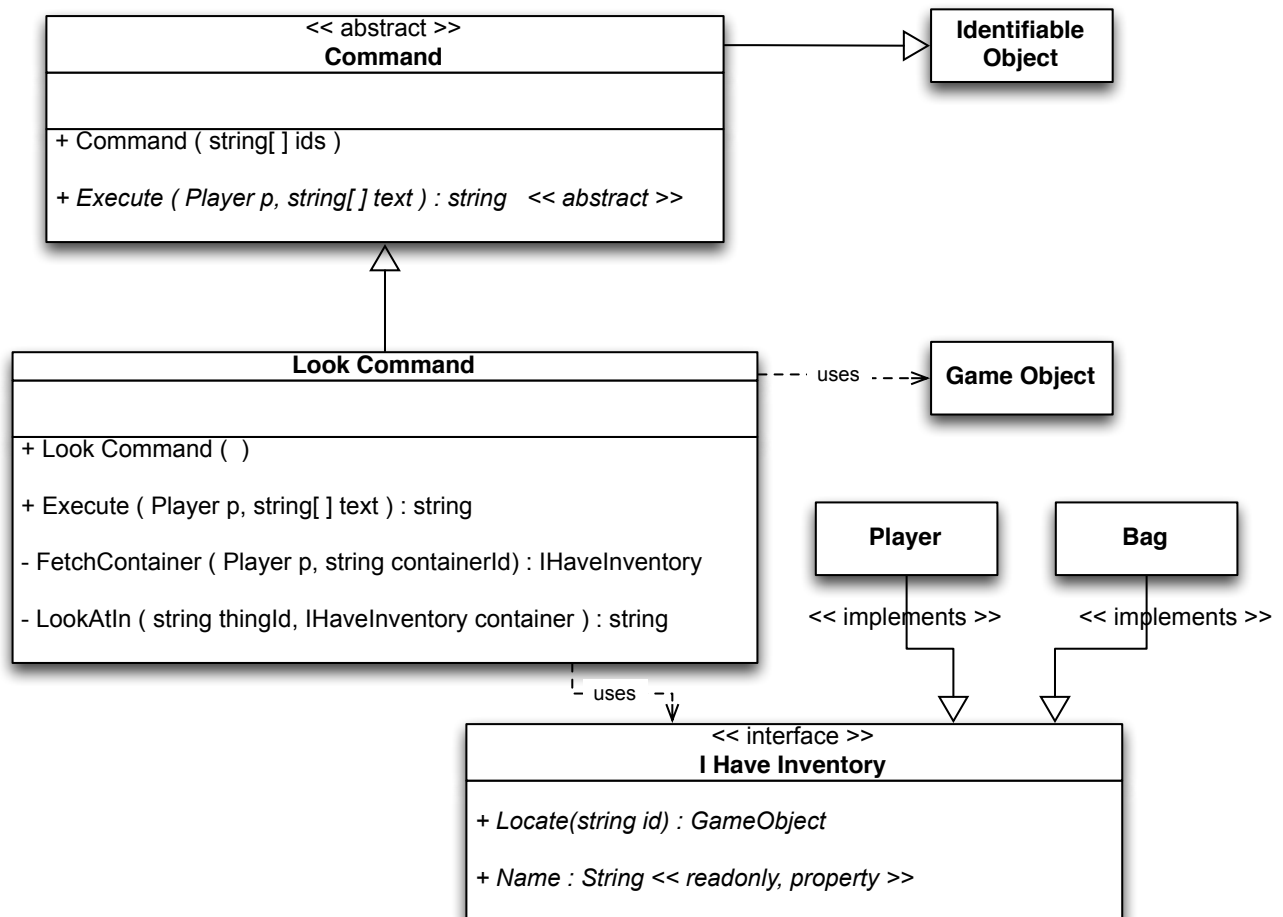 << abstract >>
Command
+ Command ( string[ ] ids )
+ Execute ( Player p, string[ ] text ) : string << abstract >>
Identifiable
Object
Look Command
+ Look Command ( )
+ Execute ( Player p, string[ ] text ) : string
- FetchContainer ( Player p, string containerId) : IHaveInventory
- LookAtIn ( string thingId, IHaveInventory container ) : string
uses
Game Object
Player
Bag
<< implements >>
<< implements >>
uses
<< interface >>
I Have Inventory
+ Locate(string id) : GameObject
+ Name : String << readonly, property >>